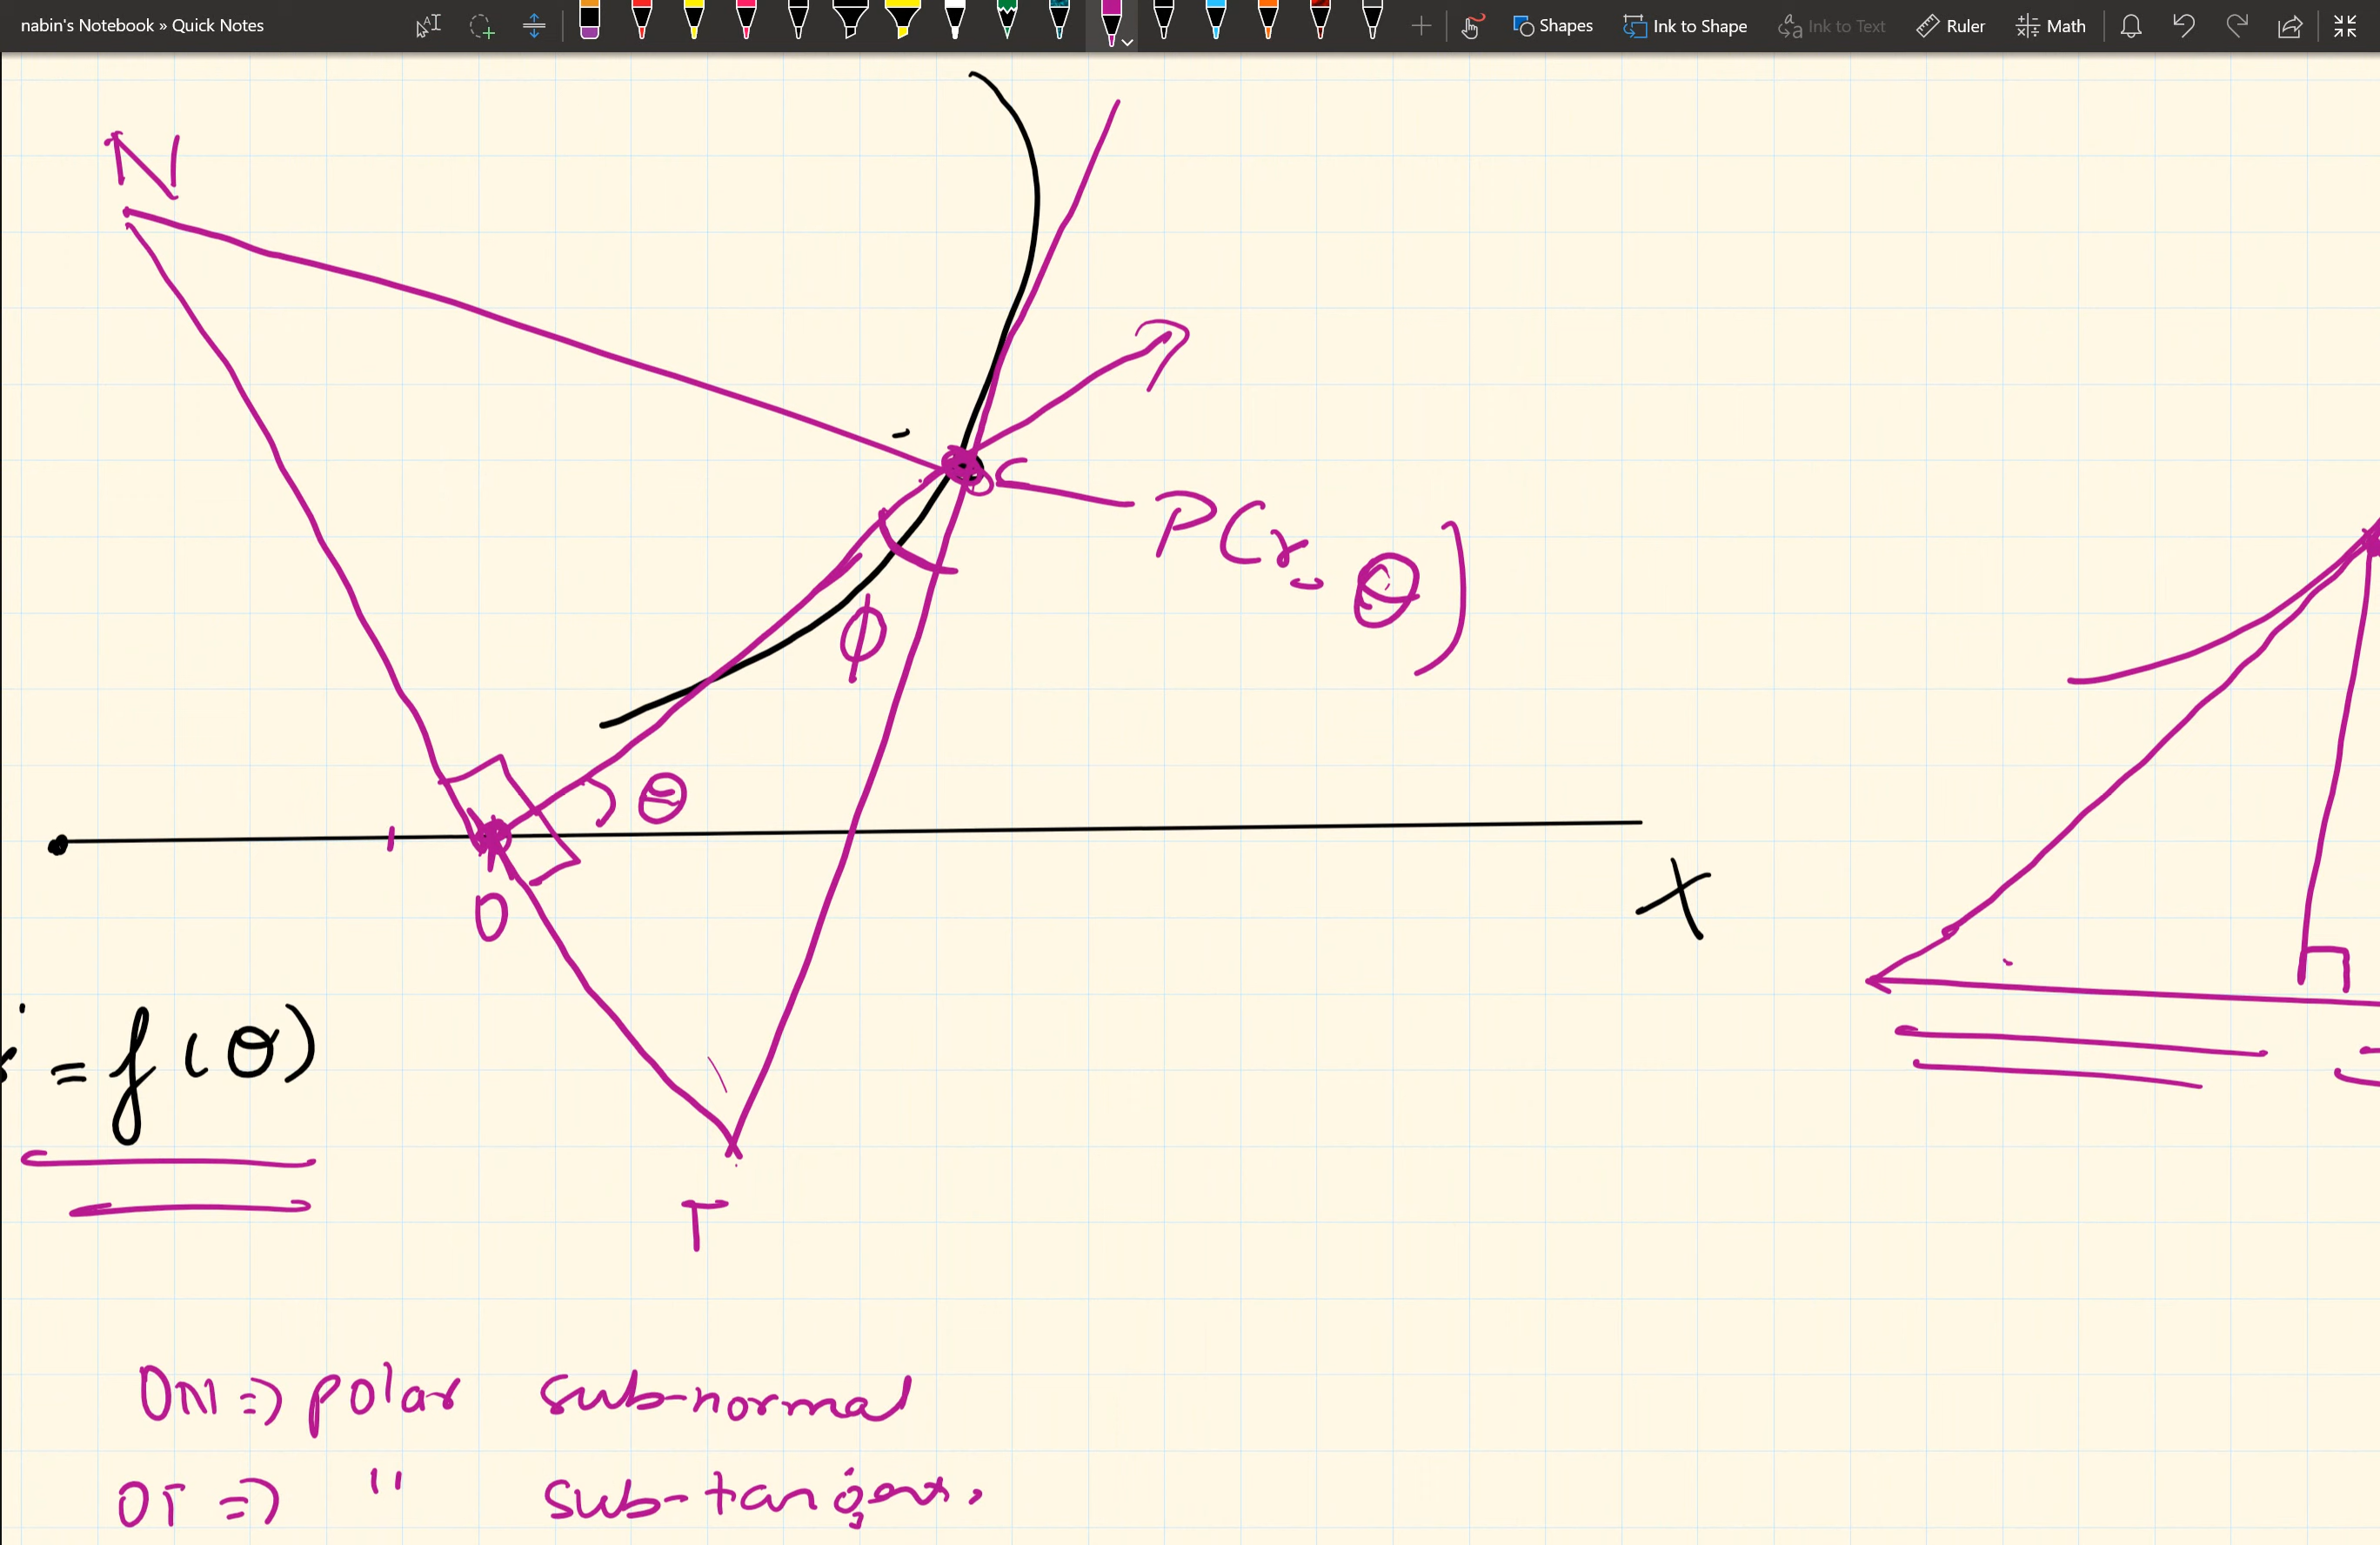 nabin's Notebook » Quick Notes
Shapes
Ink to Shape
Ink to Text
Ruler
Math
N
P(r, θ)
ϕ
θ
O
X
= f(θ)
T
ON => polar sub-normal
OT => " sub-tangent,